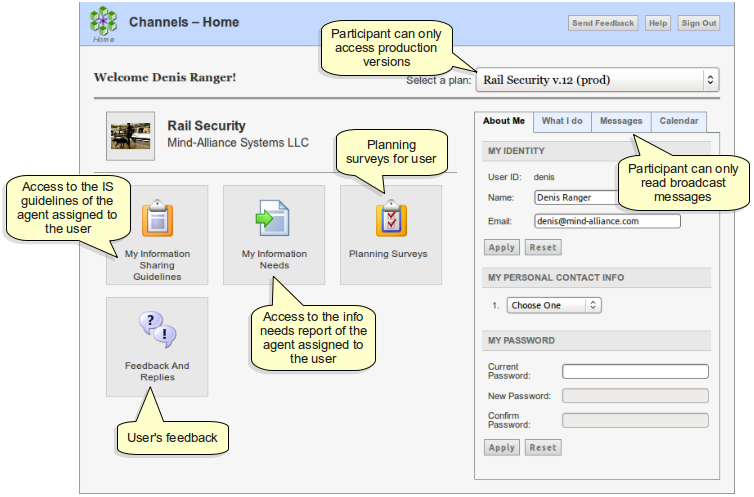 Home
Channels – Home
Send Feedback
Help
Sign Out
Participant can only
access production
versions
Welcome Denis Ranger!
Select a plan:
Rail Security v.12 (prod)
Rail Security
Mind-Alliance Systems LLC
Planning
surveys for user
Access to the IS
guidelines of the
agent assigned to
the user
My Information
Sharing
Guidelines
My Information
Needs
Planning Surveys
Access to the info
needs report of the
agent assigned to
the user
Feedback And
Replies
User's feedback
About Me
What I do
Messages
Calendar
Participant can only
read broadcast
messages
MY IDENTITY
User ID: denis
Name: Denis Ranger
Email: denis@mind-alliance.com
Apply
Reset
MY PERSONAL CONTACT INFO
1. Choose One
MY PASSWORD
Current
Password:
New Password:
Confirm
Password:
Apply
Reset